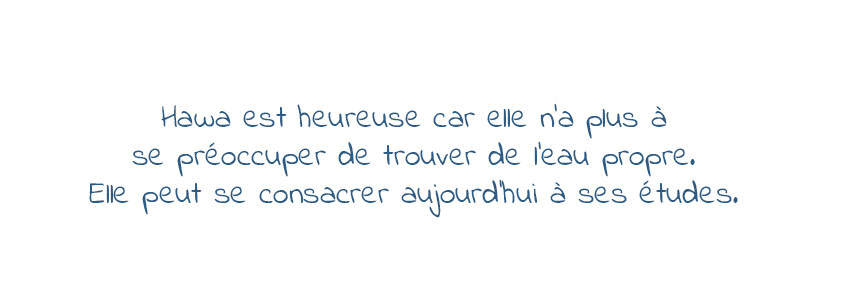 Hawa est heureuse car elle n'a plus à
se préoccuper de trouver de l'eau propre.
Elle peut se consacrer aujourd'hui à ses études.